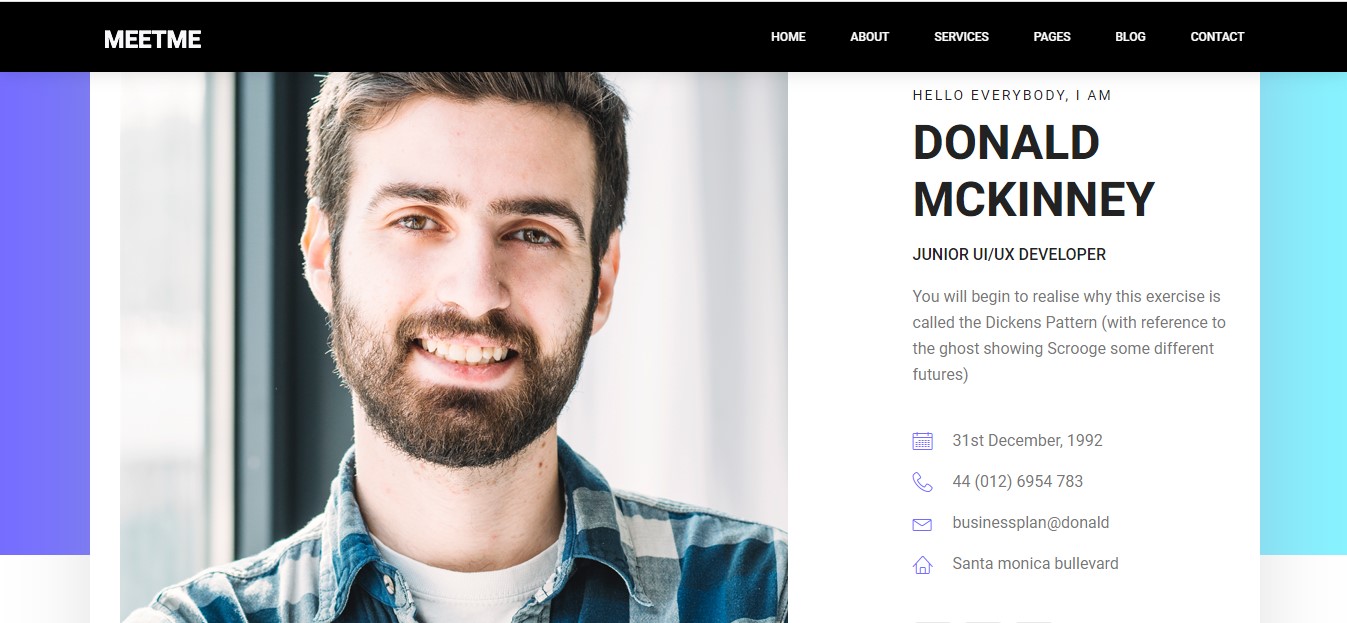 MEETME
HOME ABOUT SERVICES PAGES BLOG CONTACT
HELLO EVERYBODY, I AM
DONALD
MCKINNEY
JUNIOR UI/UX DEVELOPER
You will begin to realise why this exercise is
called the Dickens Pattern (with reference to
the ghost showing Scrooge some different
futures)
31st December, 1992
44 (012) 6954 783
businessplan@donald
Santa monica bullevard